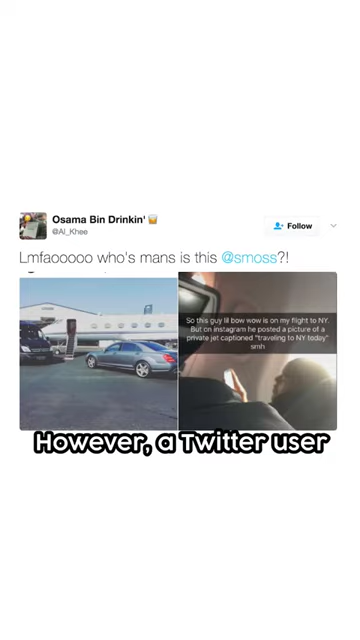 Osama Bin Drinkin' 🥃
@Al_Khee
Follow
Lmfaooooo who's mans is this @smoss?!
So this guy lil bow wow is on my flight to NY.
But on instagram he posted a picture of a
private jet captioned "traveling to NY today"
smh
However, a Twitter user